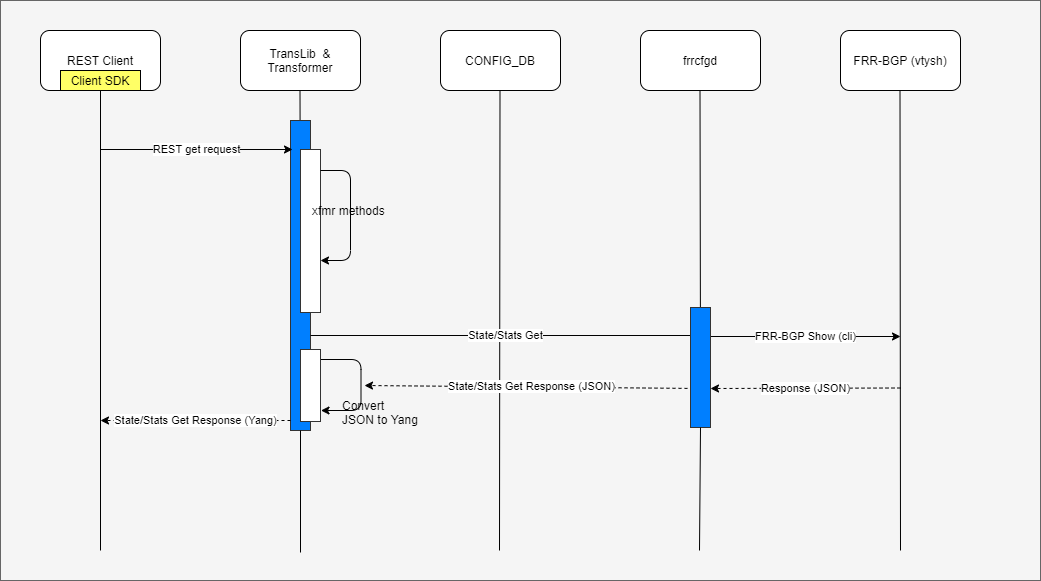 REST Client
Client SDK
TransLib &
Transformer
CONFIG_DB
frrcfgd
FRR-BGP (vtysh)
REST get request
xfmr methods
State/Stats Get
FRR-BGP Show (cli)
State/Stats Get Response (JSON)
Response (JSON)
Convert
JSON to Yang
State/Stats Get Response (Yang)